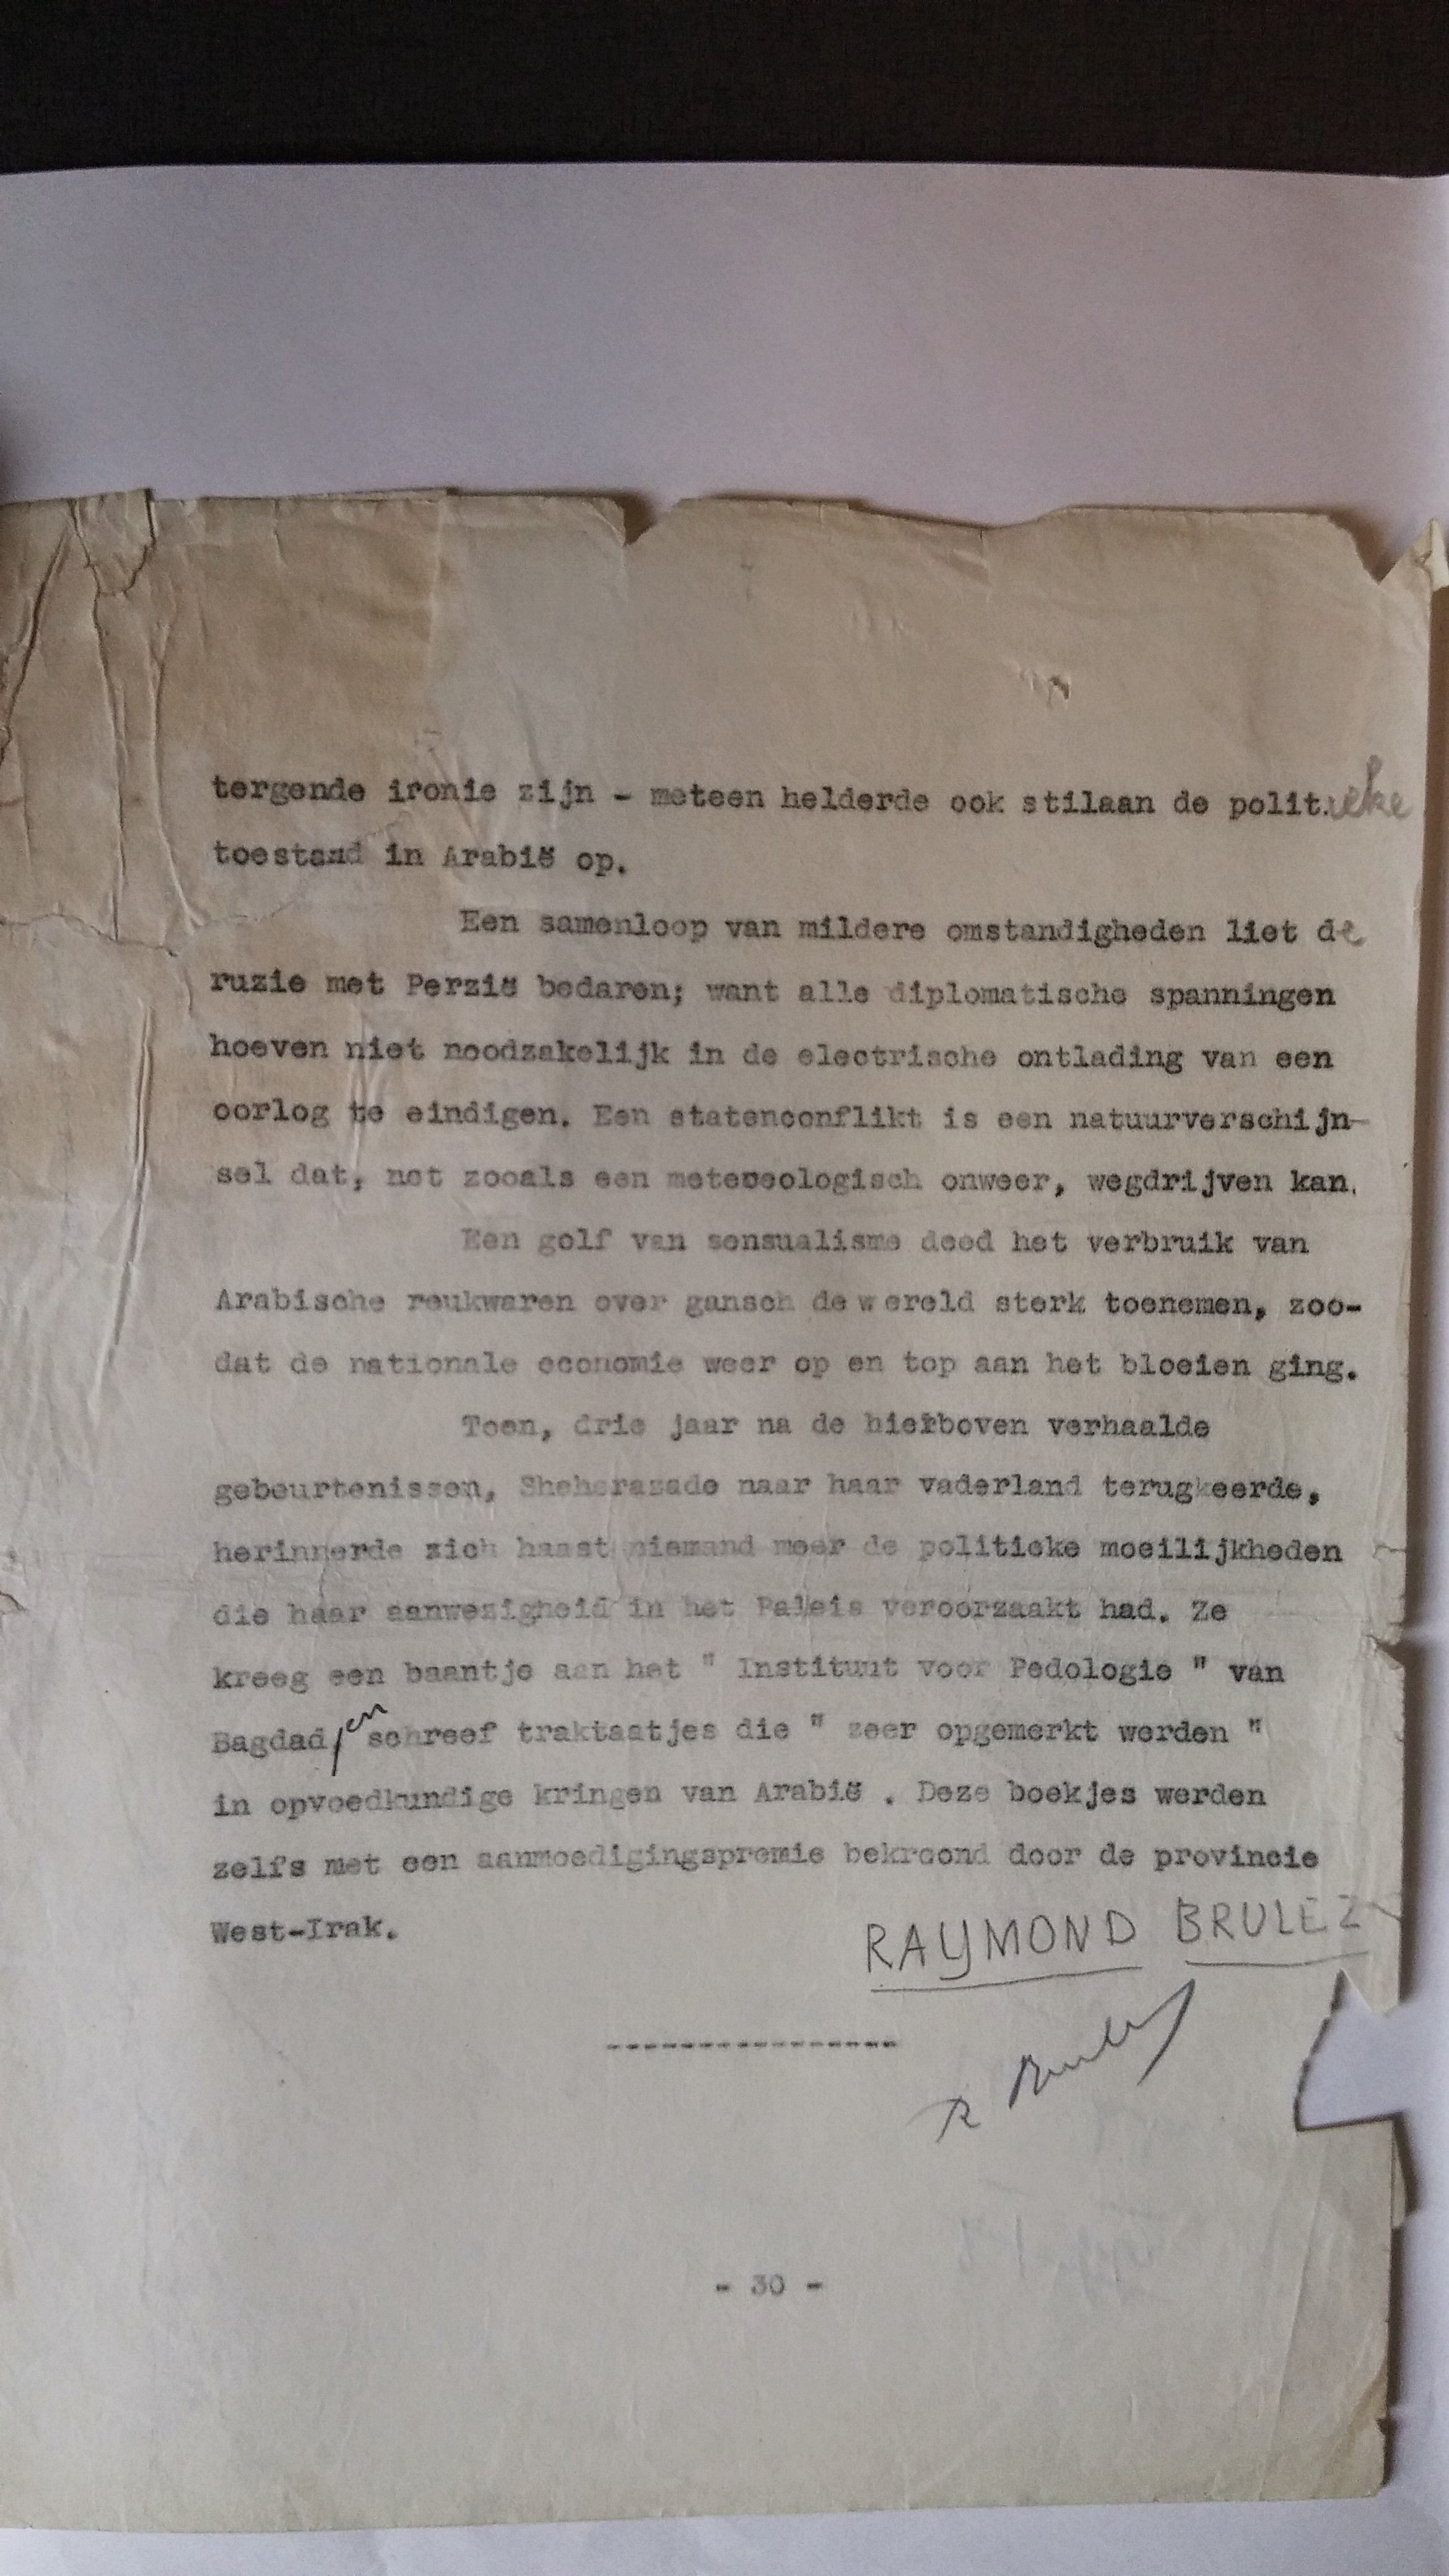 tergende ironie zijn - meteen helderde ook stilaan de politieke
toestand in Arabië op.
Een samenloop van mildere omstandigheden liet de
ruzie met Perzië bedaren; want alle diplomatische spanningen
hoeven niet noodzakelijk in de electrische ontlading van een
oorlog te eindigen. Een statenconflikt is een natuurverschijn-
sel dat, net zooals een meteoeologisch onweer, wegdrijven kan.
Een golf van sensualisme deed het verbruik van
Arabische reukwaren over gansch de wereld sterk toenemen, zoo-
dat de nationale economie weer op en top aan het bloeien ging.
Toen, drie jaar na de hierboven verhaalde
gebeurtenissen, Sheherazade naar haar vaderland terugkeerde,
herinnerde zich haast niemand meer de politieke moeilijkheden
die haar aanwezigheid in het Paleis veroorzaakt had. Ze
kreeg een baantje aan het " Instituut voor Pedologie " van
Bagdad, en schreef traktaatjes die " zeer opgemerkt werden "
in opvoedkundige kringen van Arabië . Deze boekjes werden
zelfs met een aanmoedigingspremie bekroond door de provincie
West-Irak.
RAYMOND BRULEZ
-----------------
R Brulez
- 30 -